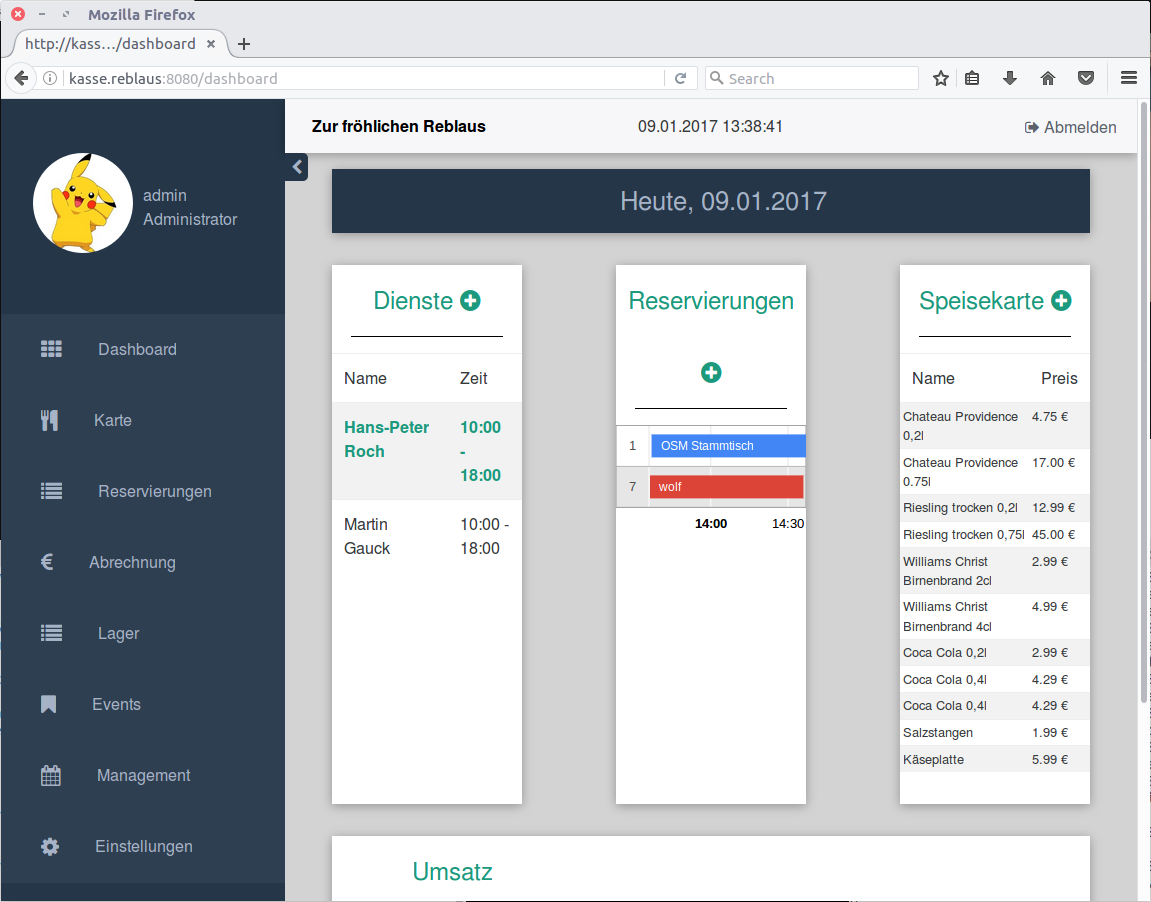 Mozilla Firefox
http://kass.../dashboard
kasse.reblaus:8080/dashboard
Search
admin
Administrator
Dashboard
Karte
Reservierungen
€ Abrechnung
Lager
Events
Management
Einstellungen
Zur fröhlichen Reblaus 09.01.2017 13:38:41 Abmelden
Heute, 09.01.2017
Dienste
Name Zeit
Hans-Peter 10:00
Roch -
18:00
Martin 10:00 -
Gauck 18:00
Reservierungen
1 OSM Stammtisch
7 wolf
14:00 14:30
Speisekarte
Name Preis
Chateau Providence 4.75 €
0,2l
Chateau Providence 17.00 €
0.75l
Riesling trocken 0,2l 12.99 €
Riesling trocken 0,75l 45.00 €
Williams Christ 2.99 €
Birnenbrand 2cl
Williams Christ 4.99 €
Birnenbrand 4cl
Coca Cola 0,2l 2.99 €
Coca Cola 0,4l 4.29 €
Coca Cola 0,4l 4.29 €
Salzstangen 1.99 €
Käseplatte 5.99 €
Umsatz